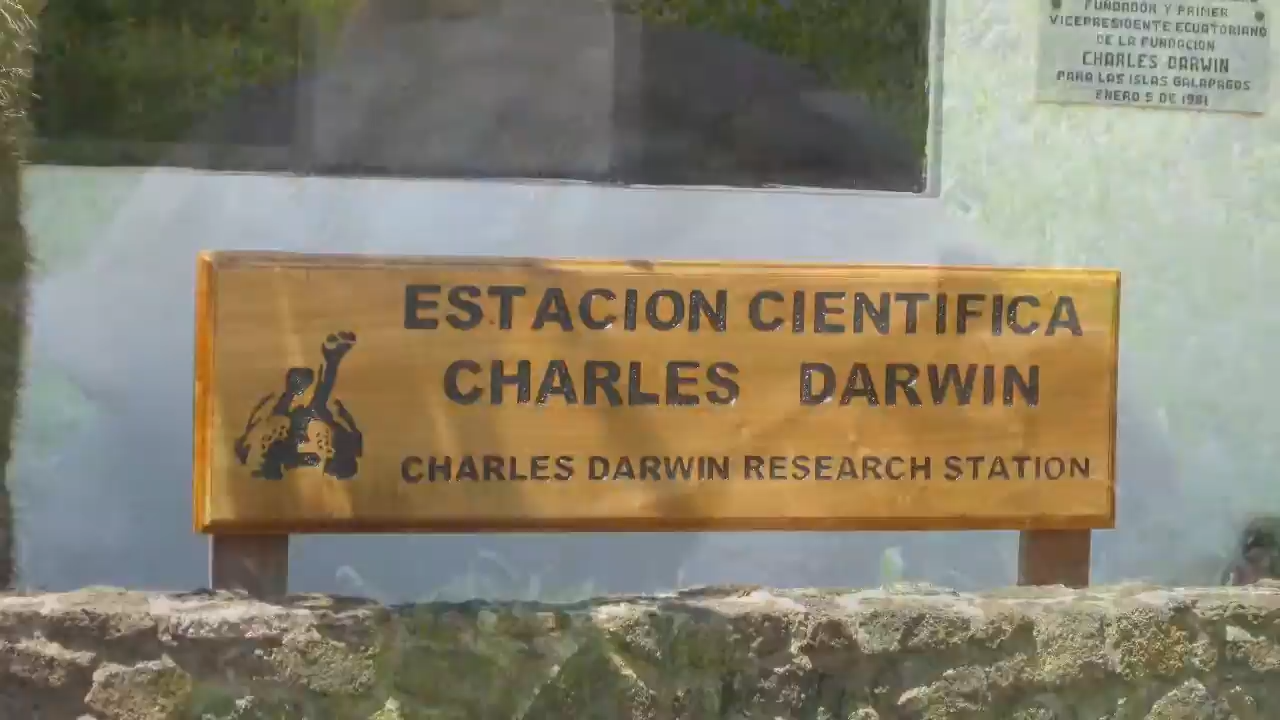 FUNDADOR Y PRIMER
VICEPRESIDENTE ECUATORIANO
DE LA FUNDACION
CHARLES DARWIN
PARA LAS ISLAS GALAPAGOS
ENERO 5 DE 1981
ESTACION CIENTIFICA
CHARLES DARWIN
CHARLES DARWIN RESEARCH STATION